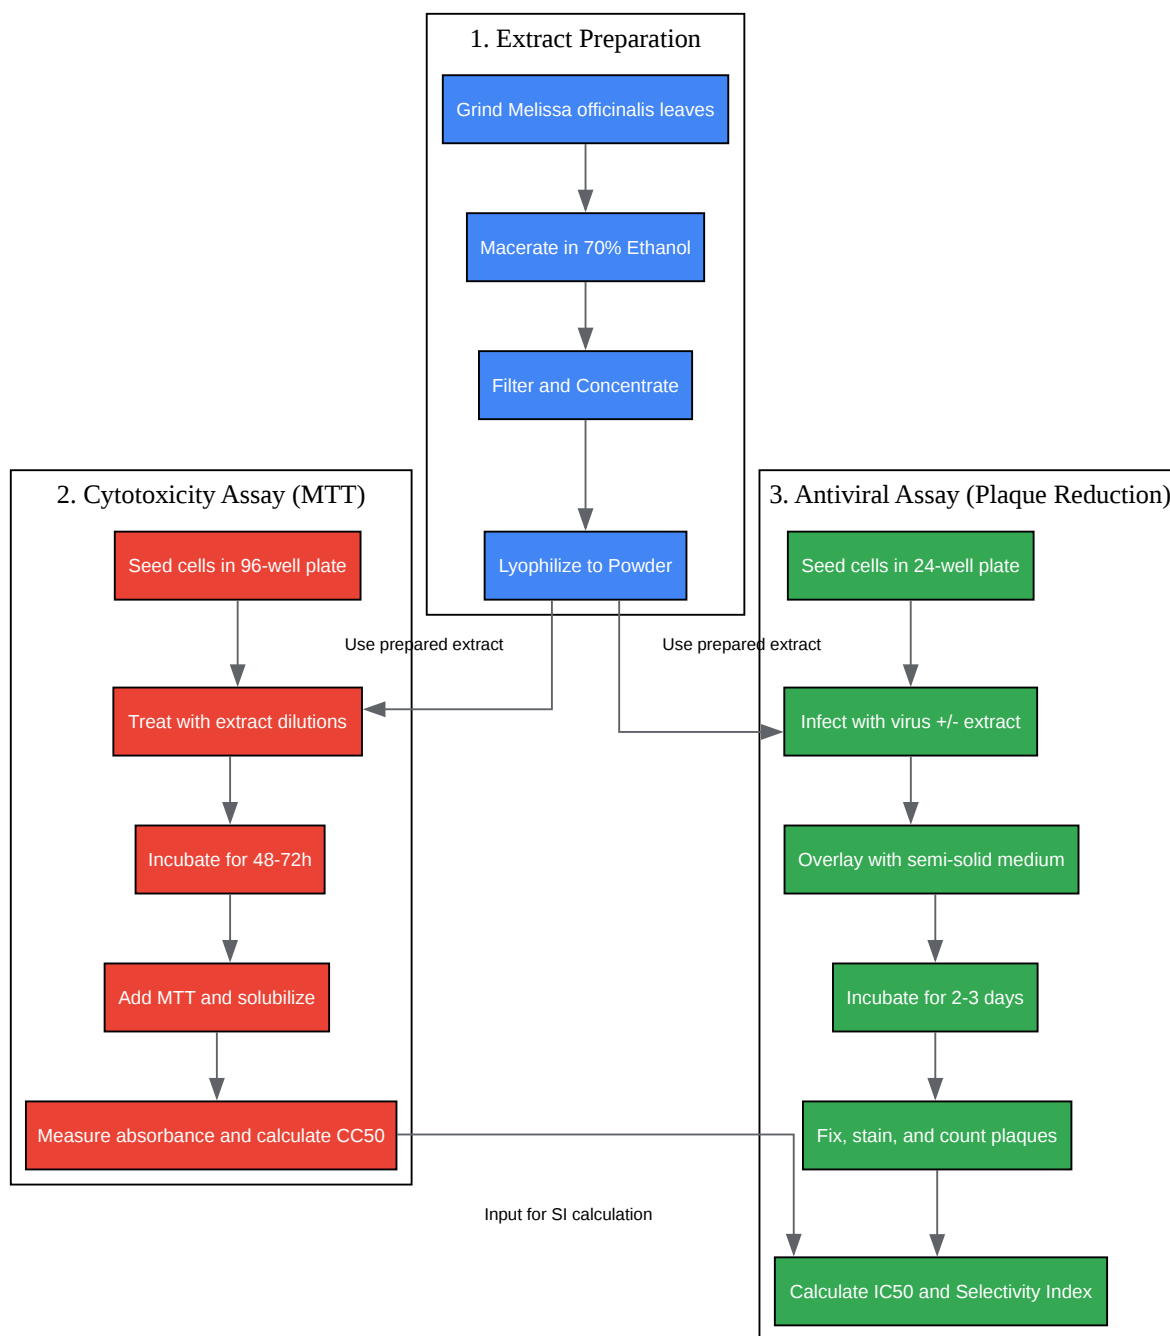 1. Extract Preparation
Grind Melissa officinalis leaves
Macerate in 70% Ethanol
Filter and Concentrate
Lyophilize to Powder
2. Cytotoxicity Assay (MTT)
Seed cells in 96-well plate
Use prepared extract
Treat with extract dilutions
Incubate for 48-72h
Add MTT and solubilize
Measure absorbance and calculate CC50
Input for SI calculation
3. Antiviral Assay (Plaque Reduction)
Seed cells in 24-well plate
Use prepared extract
Infect with virus +/- extract
Overlay with semi-solid medium
Incubate for 2-3 days
Fix, stain, and count plaques
Calculate IC50 and Selectivity Index